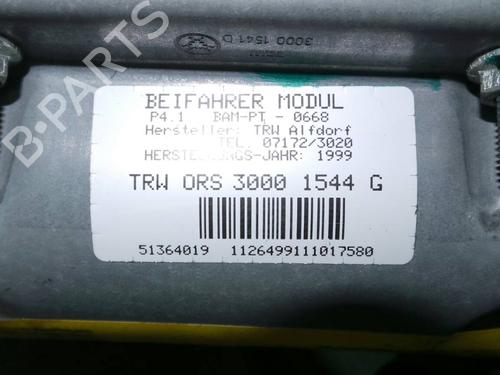 3000 1541 D
BEIFAHRER MODUL
P4.1 BAM-PT - 0668
Hersteller: TRW Alfdorf
TEL. 07172/3020
HERSTELLUNGS-JAHR: 1999
TRW ORS 3000 1544 G
51364019 1126499111017580
B-Parts